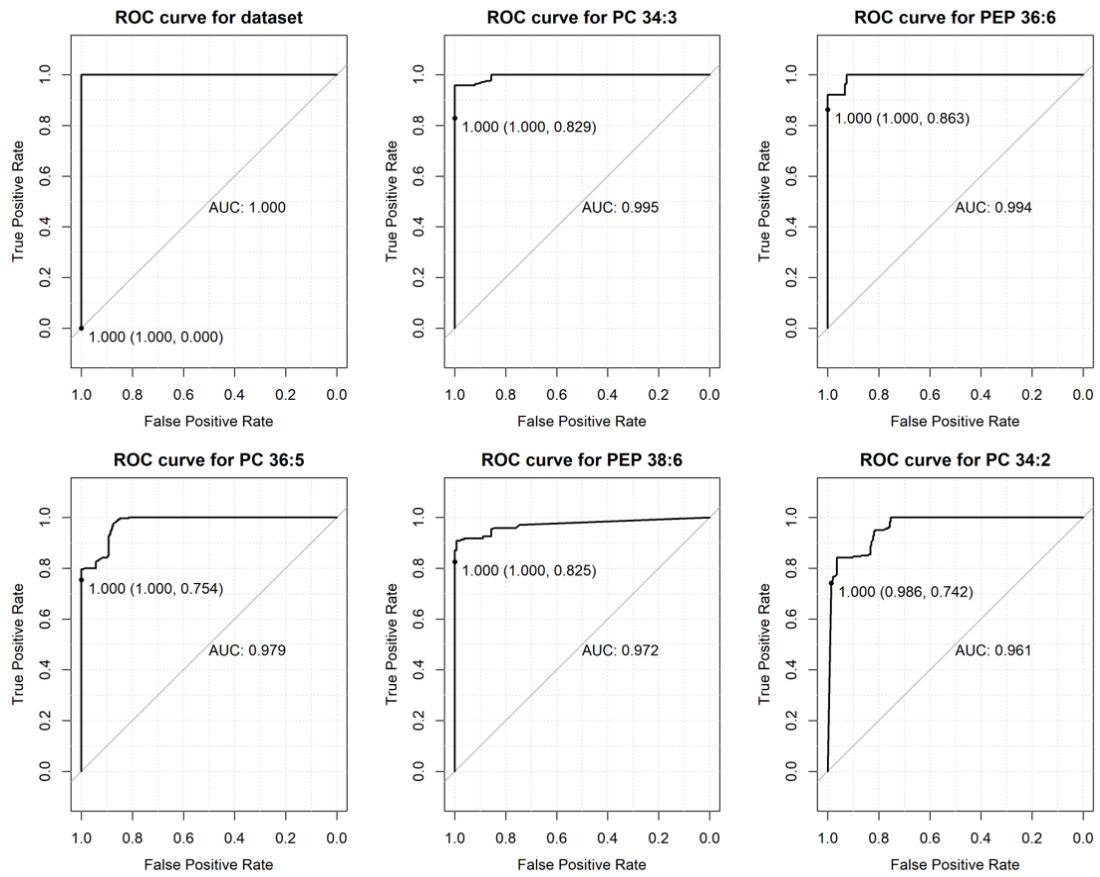 ROC curve for dataset
True Positive Rate
1.0
0.8
0.6
0.4
0.2
0.0
AUC: 1.000
1.000 (1.000, 0.000)
1.0 0.8 0.6 0.4 0.2 0.0
False Positive Rate
ROC curve for PC 34:3
True Positive Rate
1.0
0.8
0.6
0.4
0.2
0.0
1.000 (1.000, 0.829)
AUC: 0.995
1.0 0.8 0.6 0.4 0.2 0.0
False Positive Rate
ROC curve for PEP 36:6
True Positive Rate
1.0
0.8
0.6
0.4
0.2
0.0
1.000 (1.000, 0.863)
AUC: 0.994
1.0 0.8 0.6 0.4 0.2 0.0
False Positive Rate
ROC curve for PC 36:5
True Positive Rate
1.0
0.8
0.6
0.4
0.2
0.0
1.000 (1.000, 0.754)
AUC: 0.979
1.0 0.8 0.6 0.4 0.2 0.0
False Positive Rate
ROC curve for PEP 38:6
True Positive Rate
1.0
0.8
0.6
0.4
0.2
0.0
1.000 (1.000, 0.825)
AUC: 0.972
1.0 0.8 0.6 0.4 0.2 0.0
False Positive Rate
ROC curve for PC 34:2
True Positive Rate
1.0
0.8
0.6
0.4
0.2
0.0
1.000 (0.986, 0.742)
AUC: 0.961
1.0 0.8 0.6 0.4 0.2 0.0
False Positive Rate